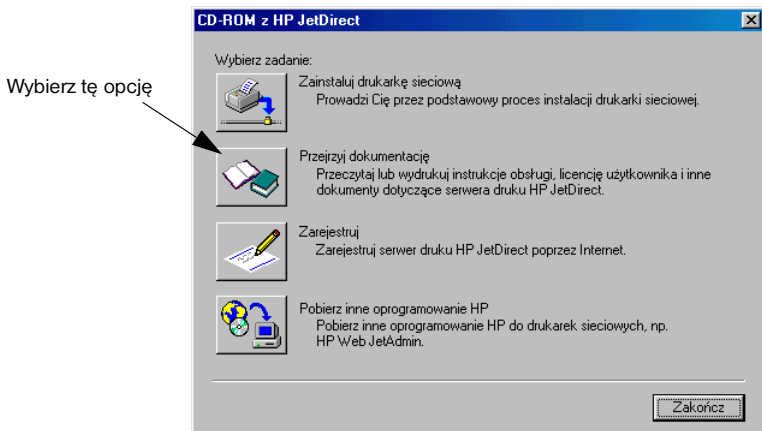 CD-ROM z HP JetDirect
Wybierz zadanie:
Wybierz tę opcję
Zainstaluj drukarkę sieciową
Prowadzi Cię przez podstawowy proces instalacji drukarki sieciowej.
Przejrzyj dokumentację
Przeczytaj lub wydrukuj instrukcje obsługi, licencję użytkownika i inne
dokumenty dotyczące serwera druku HP JetDirect.
Zarejestruj
Zarejestruj serwer druku HP JetDirect poprzez Internet.
Pobierz inne oprogramowanie HP
Pobierz inne oprogramowanie HP do drukarek sieciowych, np.
HP Web JetAdmin.
Zakończ